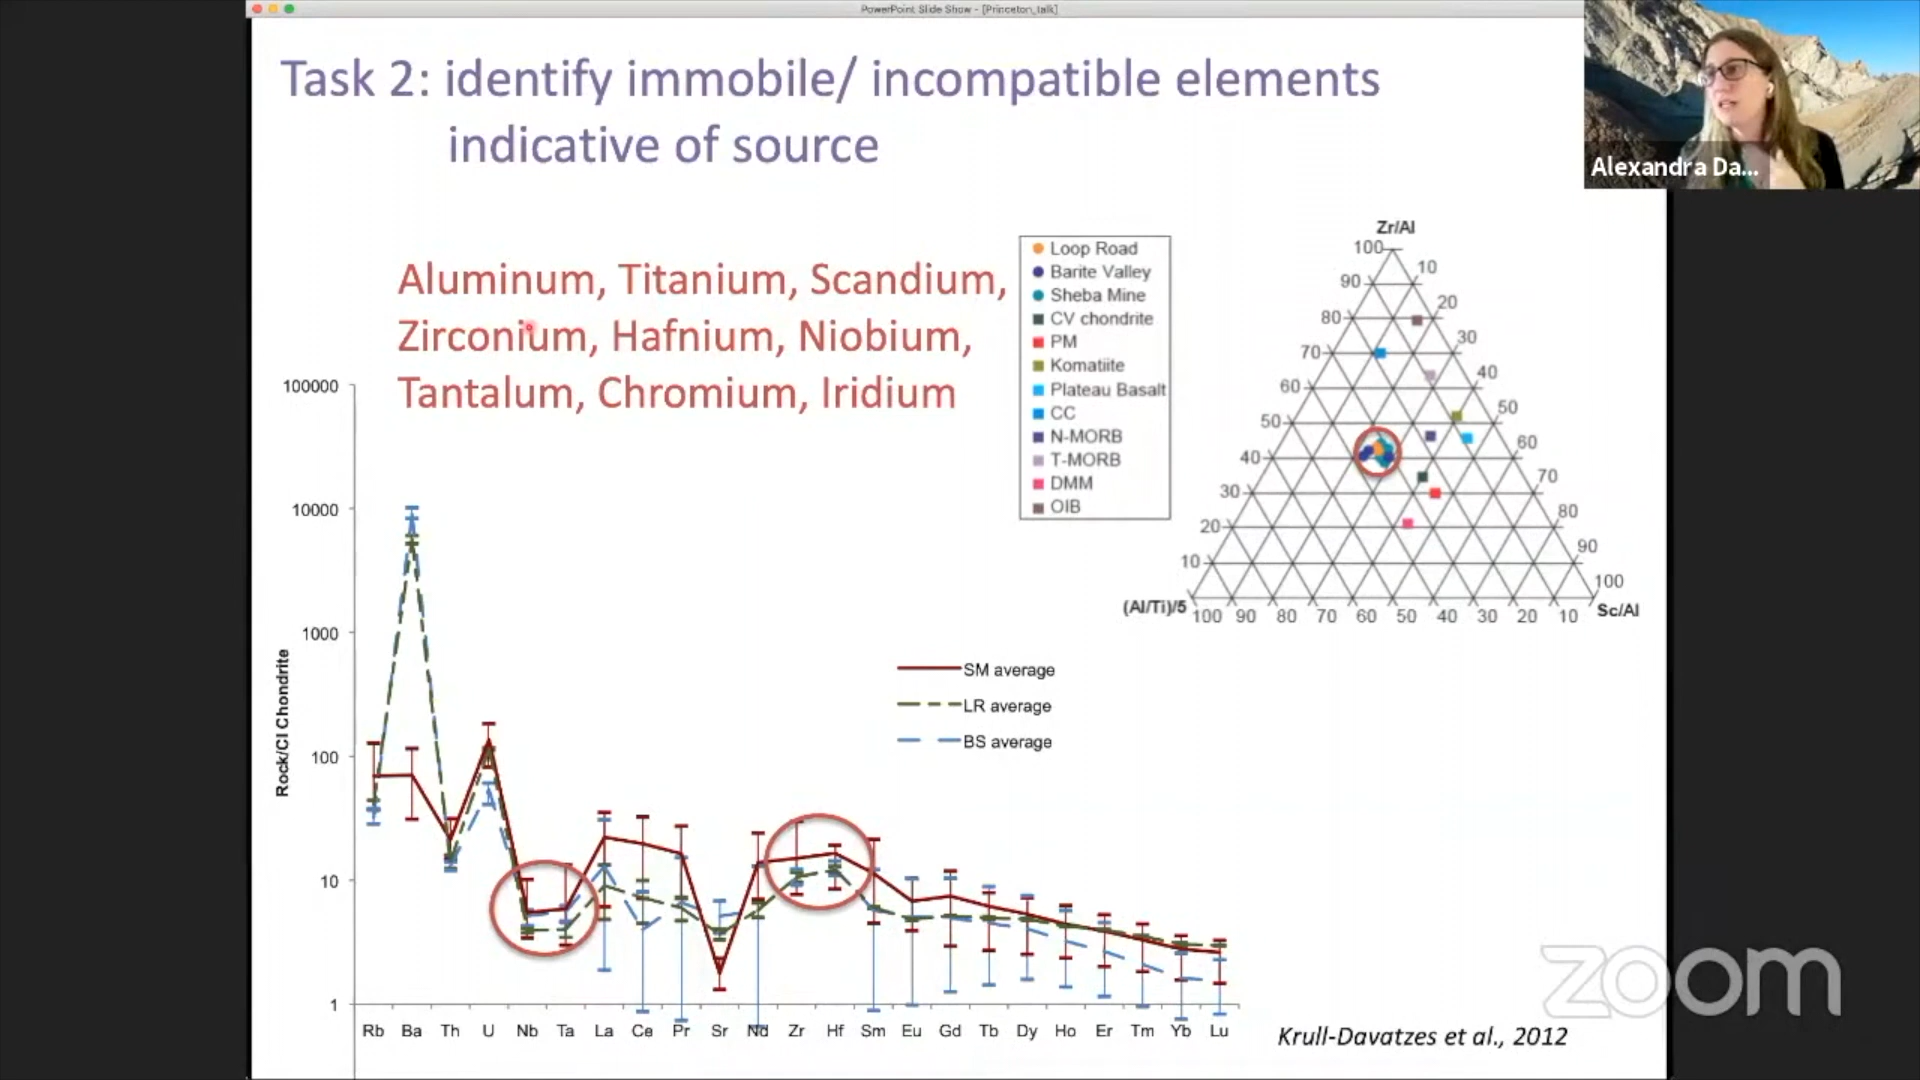 PowerPoint Slide Show - [Princeton_talk]
Task 2: identify immobile/ incompatible elements
indicative of source
Alexandra Da...
Aluminum, Titanium, Scandium,
Zirconium, Hafnium, Niobium,
Tantalum, Chromium, Iridium
Loop Road
Barite Valley
Sheba Mine
CV chondrite
PM
Komatiite
Plateau Basalt
CC
N-MORB
T-MORB
DMM
OIB
Zr/Al
100
90 10
80 20
70 30
60 40
50 50
40 60
30 70
20 80
10 90
100
(Al/Ti)/5
100 90 80 70 60 50 40 30 20 10
Sc/Al
100000
10000
1000
100
10
1
Rock/CI Chondrite
SM average
LR average
BS average
Rb Ba Th U Nb Ta La Ce Pr Sr Nd Zr Hf Sm Eu Gd Tb Dy Ho Er Tm Yb Lu
Krull-Davatzes et al., 2012
zoom